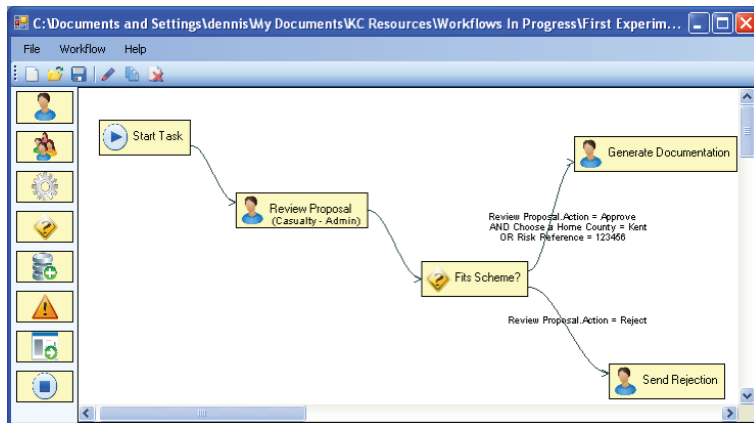 C:\Documents and Settings\dennis\My Documents\KC Resources\Workflows In Progress\First Experim...
File Workflow Help
Start Task
Generate Documentation
Review Proposal
(Casualty - Admin)
Review Proposal.Action = Approve
AND Choose a Home County = Kent
OR Risk Reference = 123456
Fits Scheme?
Review Proposal.Action = Reject
Send Rejection